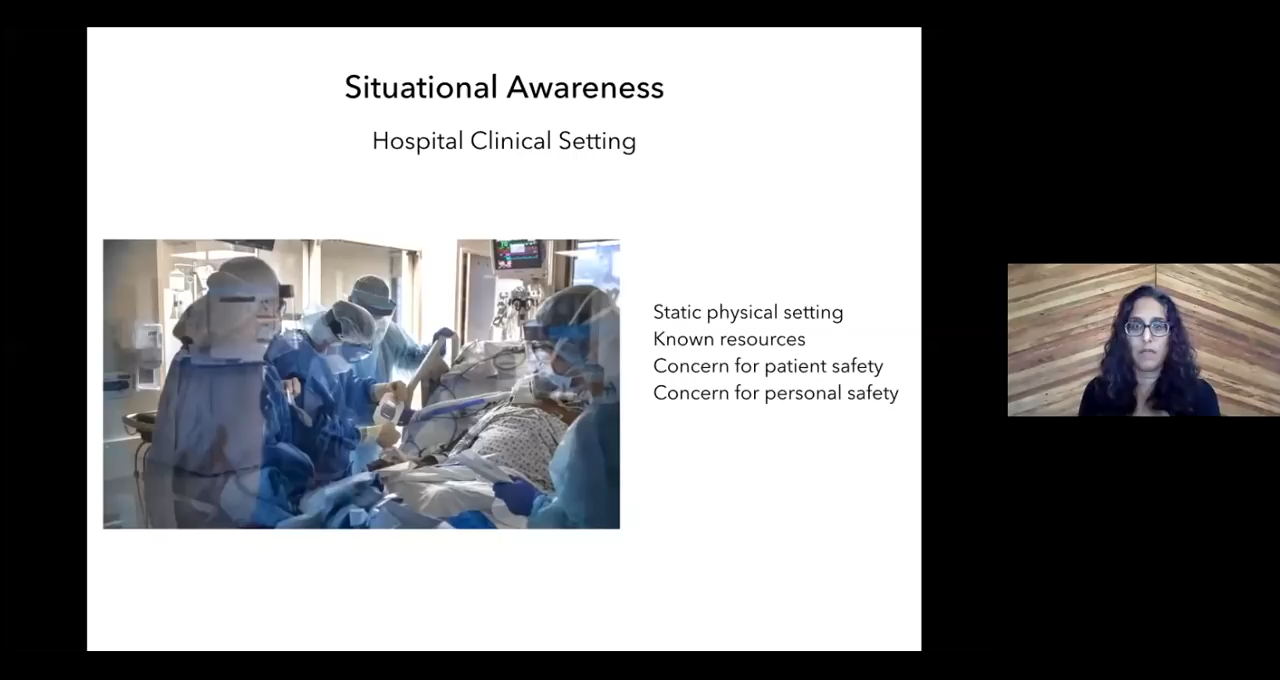 Situational Awareness
Hospital Clinical Setting
Static physical setting
Known resources
Concern for patient safety
Concern for personal safety